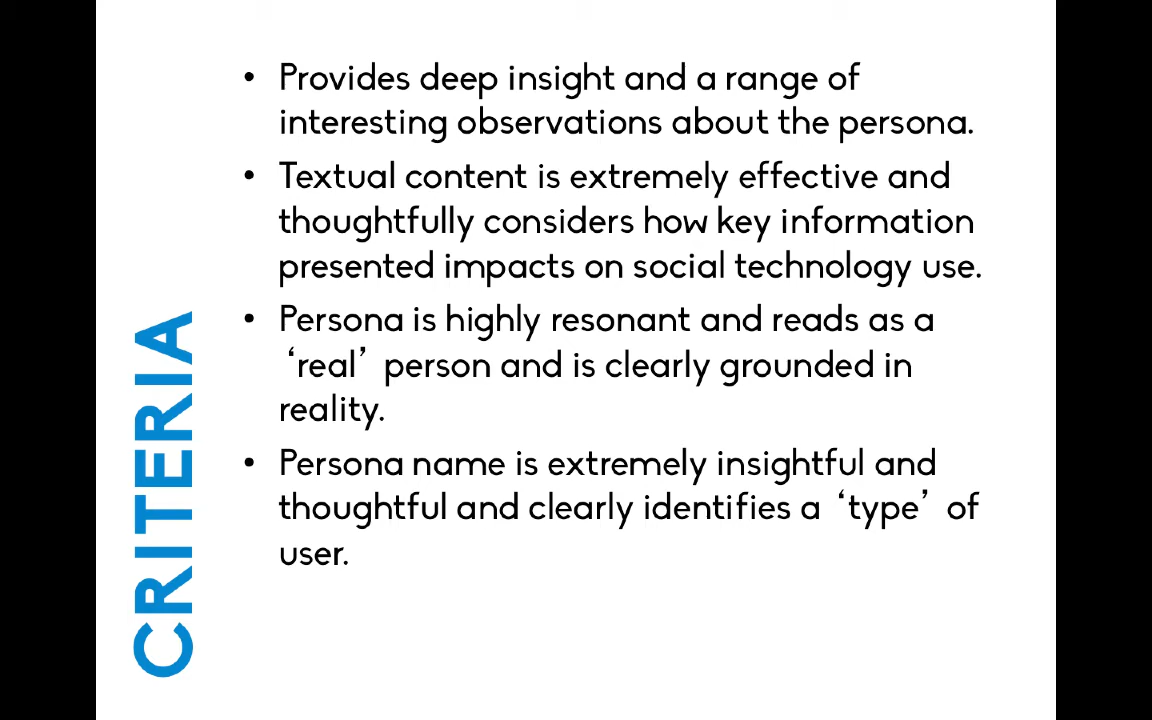 CRITERIA
• Provides deep insight and a range of
interesting observations about the persona.
• Textual content is extremely effective and
thoughtfully considers how key information
presented impacts on social technology use.
• Persona is highly resonant and reads as a
‘real’ person and is clearly grounded in
reality.
• Persona name is extremely insightful and
thoughtful and clearly identifies a ‘type’ of
user.